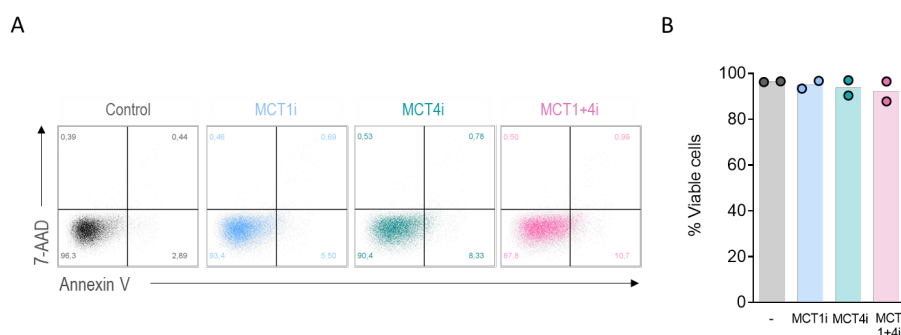 A
Control
MCT1i
MCT4i
MCT1+4i
0,39
0,44
0,46
0,69
0,53
0,78
0,50
0,98
96,3
2,89
93,4
5,50
90,4
8,33
87,8
10,7
7-AAD
Annexin V
B
% Viable cells
100
80
60
40
20
0
-
MCT1i
MCT4i
MCT
1+4i